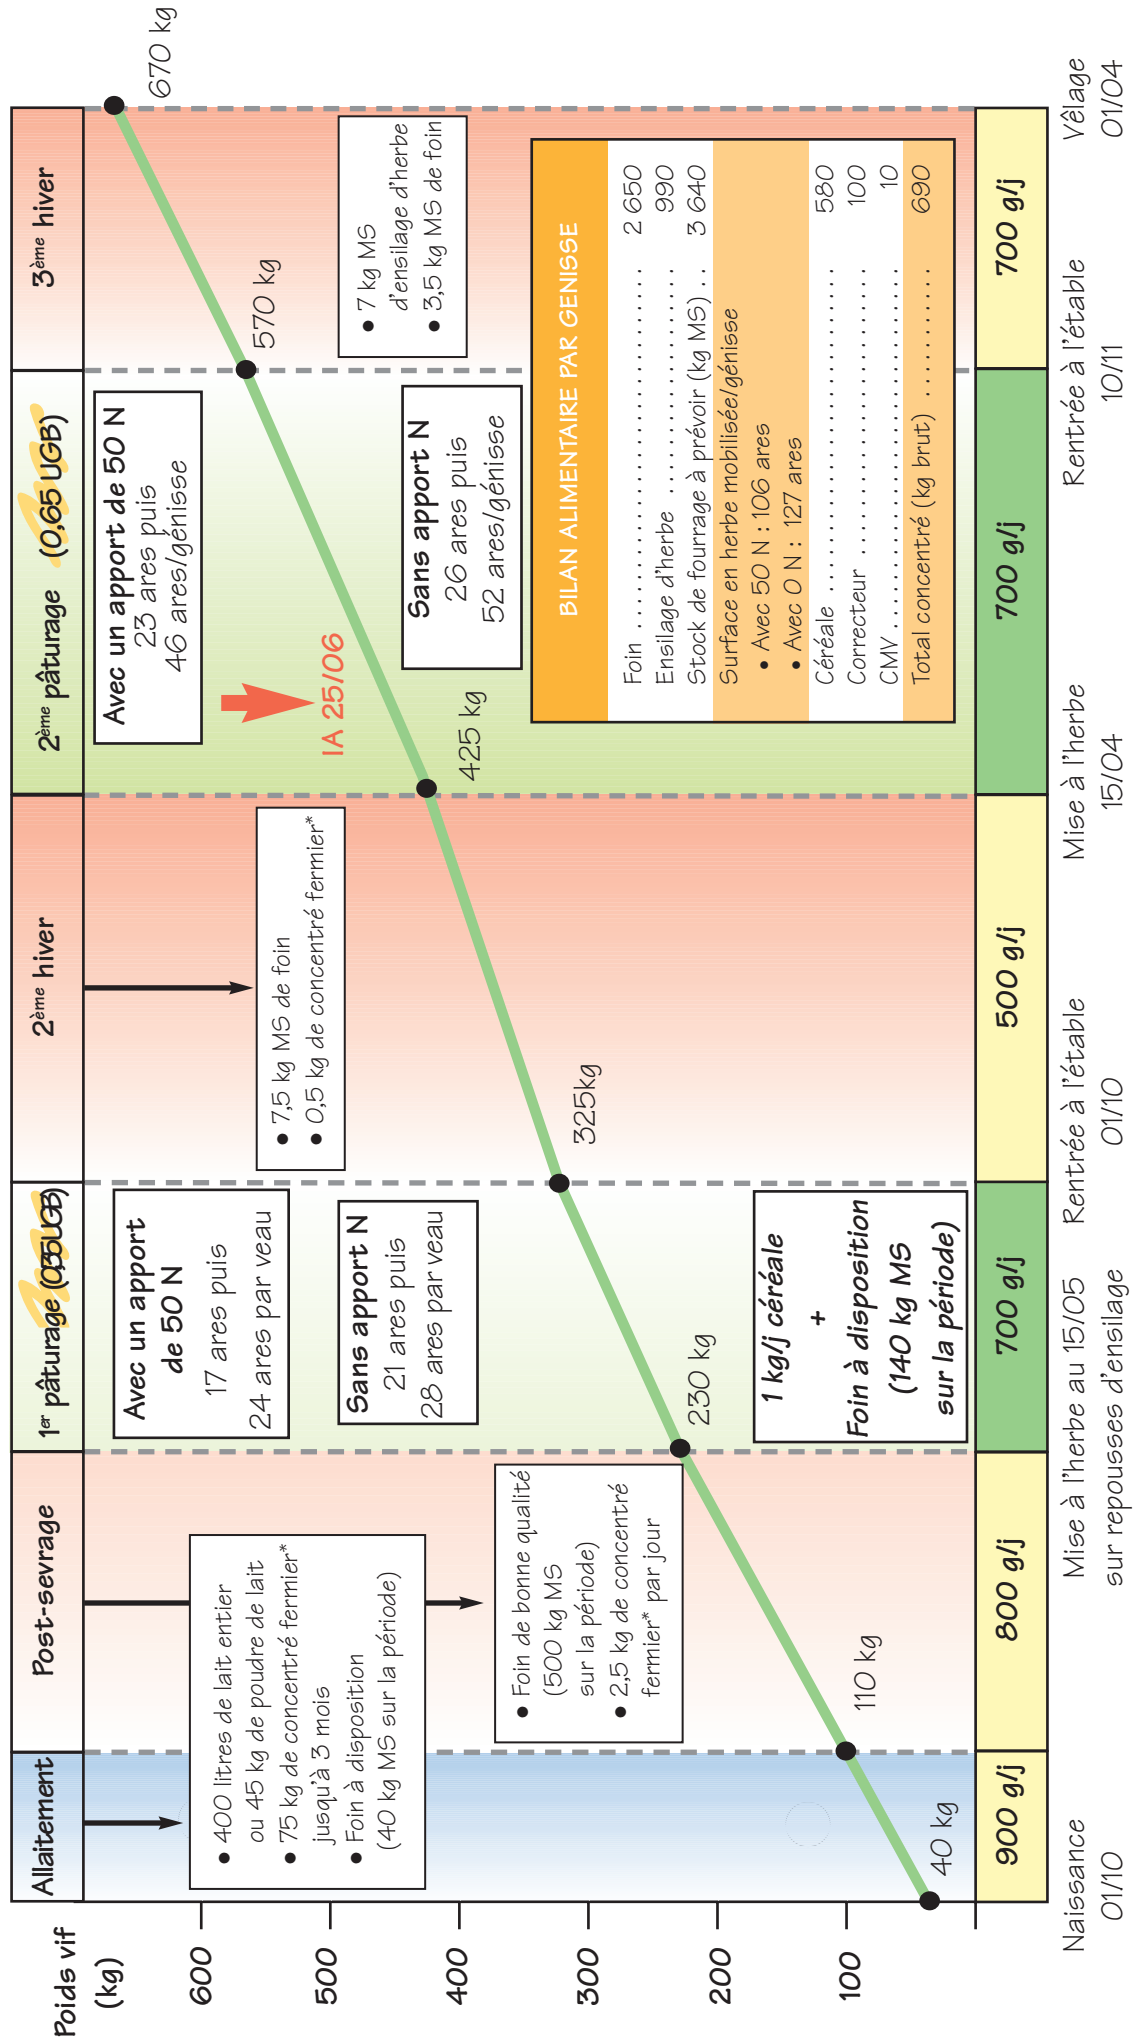 Poids vif
(kg)
600
500
400
300
200
100
Allaitement
Post-sevrage
1er pâturage (0,35 UGB)
2ème hiver
2ème pâturage (0,65 UGB)
3ème hiver
• 400 litres de lait entier
ou 45 kg de poudre de lait
• 75 kg de concentré fermier*
jusqu'à 3 mois
• Foin à disposition
(40 kg MS sur la période)
• Foin de bonne qualité
(500 kg MS
sur la période)
• 2,5 kg de concentré
fermier* par jour
Avec un apport
de 50 N
17 ares puis
24 ares par veau
Sans apport N
21 ares puis
28 ares par veau
1 kg/j céréale
+
Foin à disposition
(140 kg MS
sur la période)
• 7,5 kg MS de foin
• 0,5 kg de concentré fermier*
Avec un apport de 50 N
23 ares puis
46 ares/génisse
IA 25/06
Sans apport N
26 ares puis
52 ares/génisse
• 7 kg MS
d'ensilage d'herbe
• 3,5 kg MS de foin
40 kg
110 kg
230 kg
325kg
425 kg
570 kg
670 kg
BILAN ALIMENTAIRE PAR GENISSE
Foin .............................. 2 650
Ensilage d'herbe .................. 990
Stock de fourrage à prévoir (kg MS) .. 3 640
Surface en herbe mobilisée/génisse
• Avec 50 N : 106 ares
• Avec 0 N : 127 ares
Céréale ........................... 580
Correcteur ........................ 100
CMV ............................... 10
Total concentré (kg brut) ........... 690
900 g/j
800 g/j
700 g/j
500 g/j
700 g/j
700 g/j
Naissance
01/10
Mise à l'herbe au 15/05
sur repousses d'ensilage
Rentrée à l'étable
01/10
Mise à l'herbe
15/04
Rentrée à l'étable
10/11
Vêlage
01/04